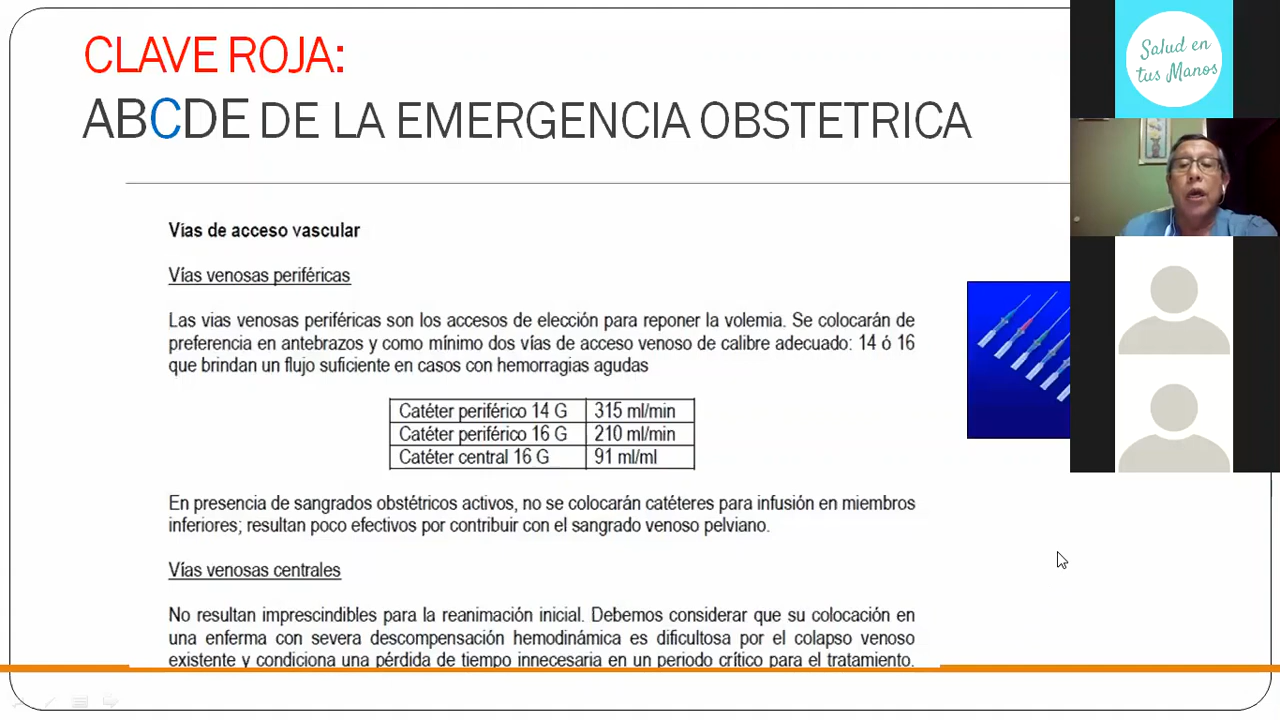 CLAVE ROJA:
ABCDE DE LA EMERGENCIA OBSTETRICA
Salud en
tus Manos
Vías de acceso vascular
Vías venosas periféricas
Las vias venosas periféricas son los accesos de elección para reponer la volemia. Se colocarán de
preferencia en antebrazos y como mínimo dos vías de acceso venoso de calibre adecuado: 14 ó 16
que brindan un flujo suficiente en casos con hemorragias agudas
Catéter periférico 14 G 315 ml/min
Catéter periférico 16 G 210 ml/min
Catéter central 16 G 91 ml/ml
En presencia de sangrados obstétricos activos, no se colocarán catéteres para infusión en miembros
inferiores; resultan poco efectivos por contribuir con el sangrado venoso pelviano.
Vías venosas centrales
No resultan imprescindibles para la reanimación inicial. Debemos considerar que su colocación en
una enferma con severa descompensación hemodinámica es dificultosa por el colapso venoso
existente y condiciona una pérdida de tiempo innecesaria en un periodo crítico para el tratamiento.